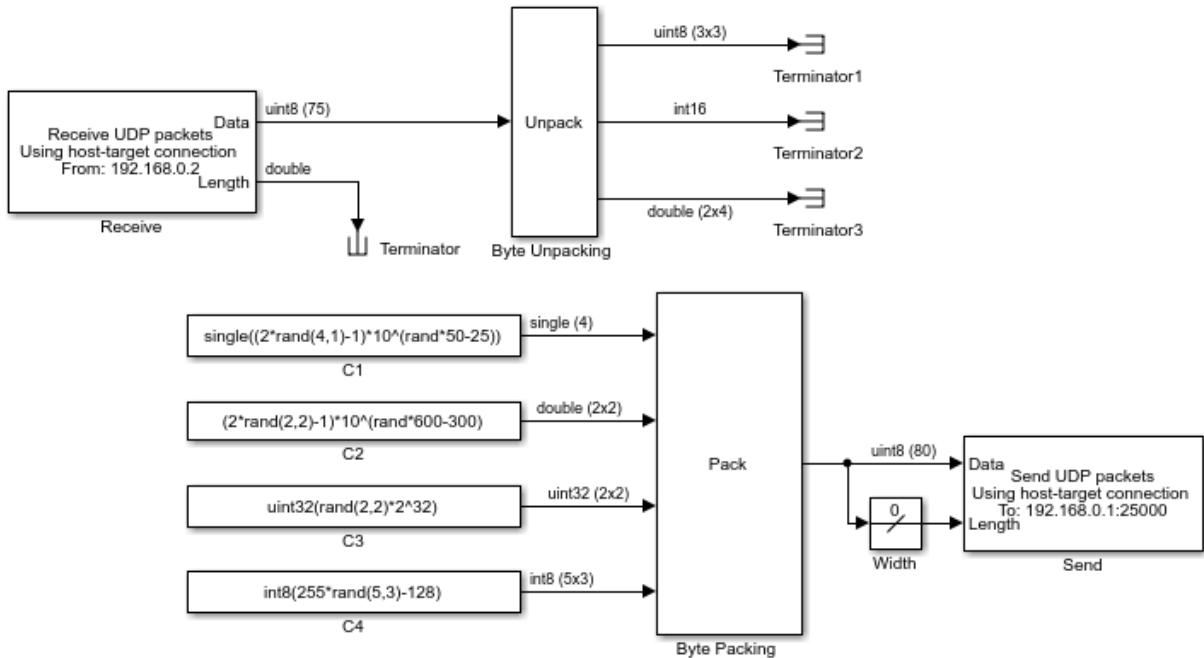 uint8 (3x3)
Terminator1
uint8 (75)
Unpack
int16
Terminator2
Receive UDP packets
Using host-target connection
From: 192.168.0.2
Data
Length
double
double (2x4)
Terminator3
Receive
Terminator
Byte Unpacking
single((2*rand(4,1)-1)*10^(rand*50-25))
single (4)
C1
(2*rand(2,2)-1)*10^(rand*600-300)
double (2x2)
C2
uint32(rand(2,2)*2^32)
uint32 (2x2)
C3
int8(255*rand(5,3)-128)
int8 (5x3)
C4
Pack
Byte Packing
uint8 (80)
0
Width
Data
Length
Send UDP packets
Using host-target connection
To: 192.168.0.1:25000
Send